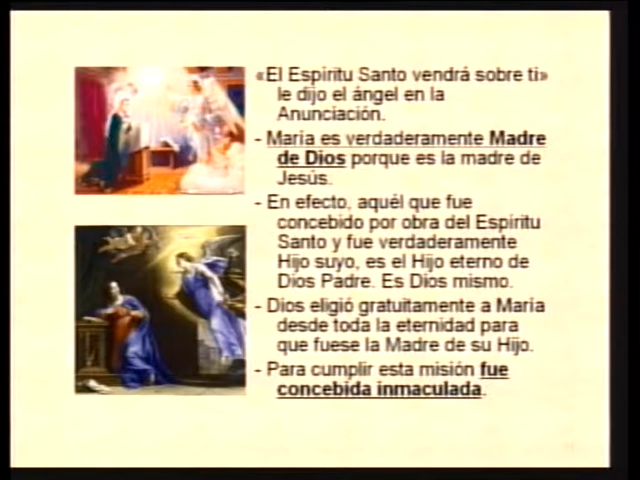 «El Espíritu Santo vendrá sobre ti»
le dijo el ángel en la
Anunciación.
- María es verdaderamente Madre
de Dios porque es la madre de
Jesús.
- En efecto, aquél que fue
concebido por obra del Espíritu
Santo y fue verdaderamente
Hijo suyo, es el Hijo eterno de
Dios Padre. Es Dios mismo.
- Dios eligió gratuitamente a María
desde toda la eternidad para
que fuese la Madre de su Hijo.
- Para cumplir esta misión fue
concebida inmaculada.